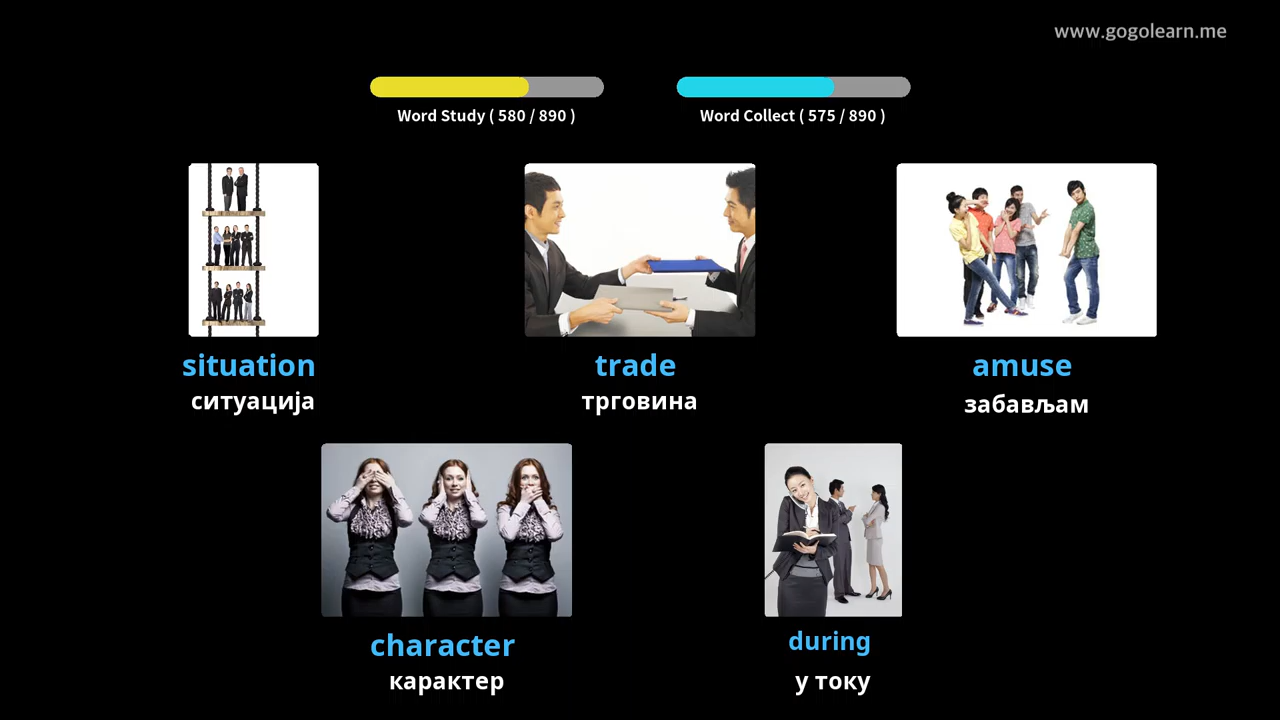 www.gogolearn.me
Word Study ( 580 / 890 )
Word Collect ( 575 / 890 )
situation
ситуација
trade
трговина
amuse
забављам
character
карактер
during
у току